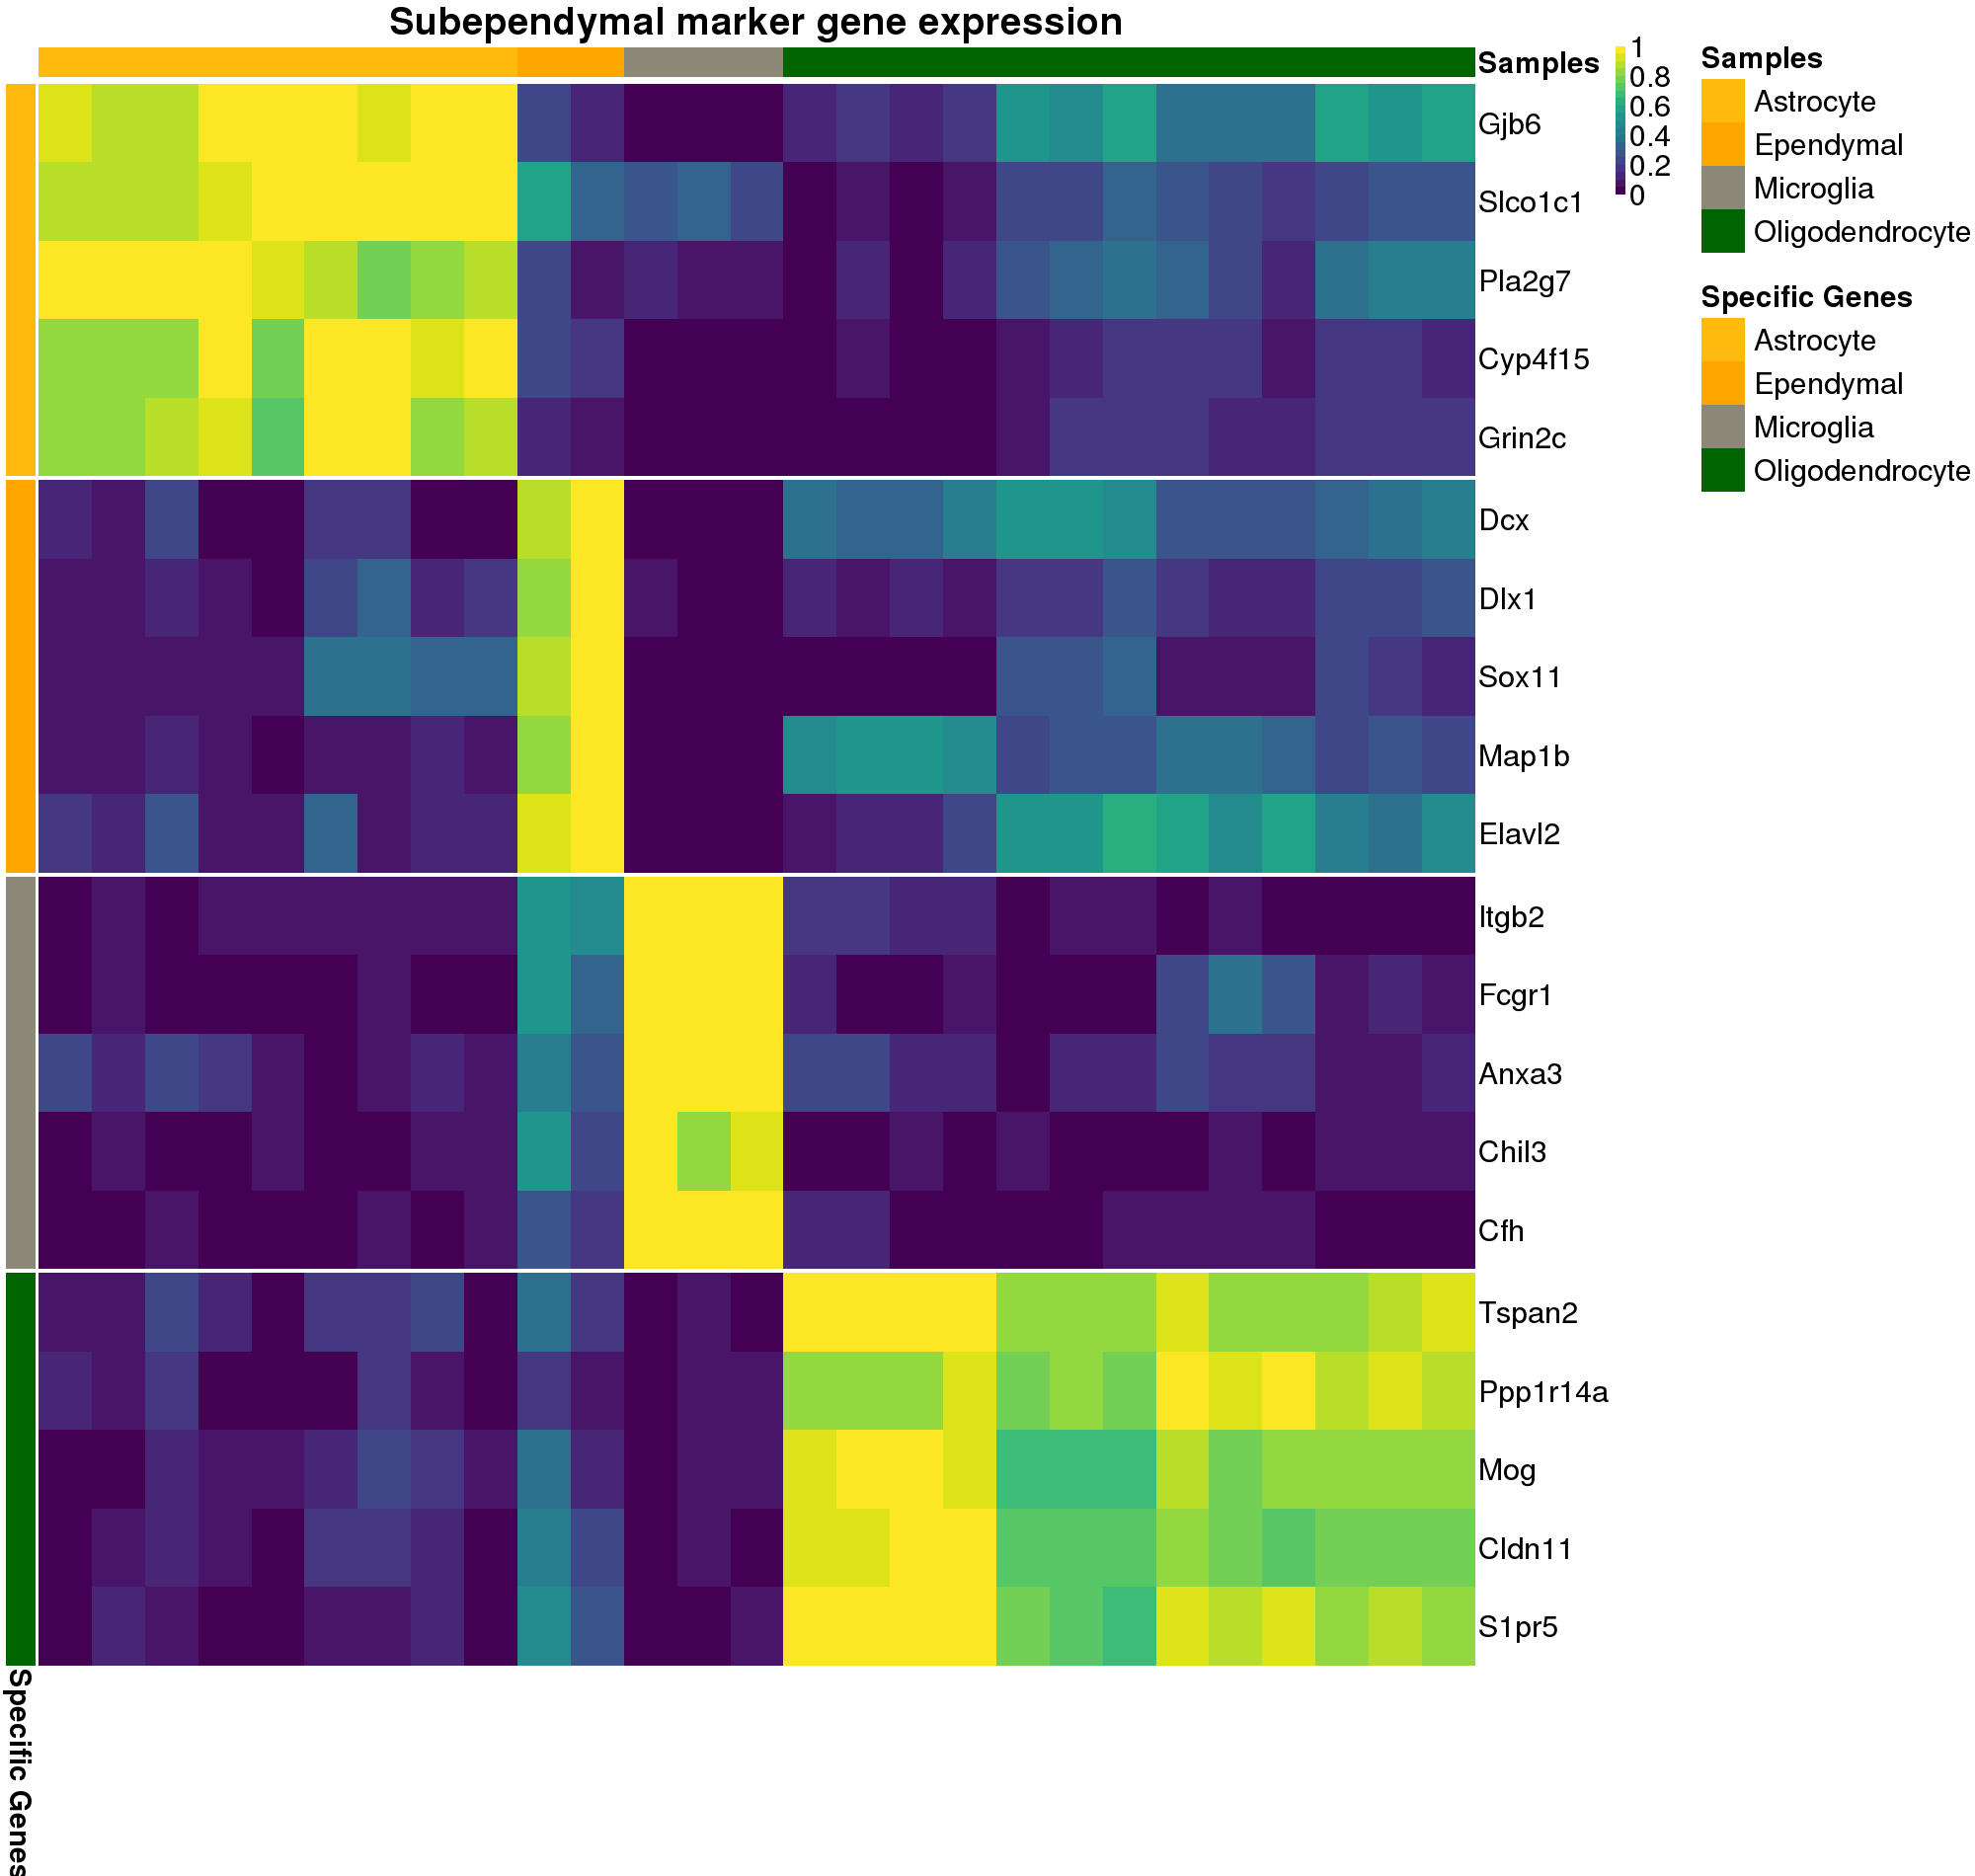 Subependymal marker gene expression
Samples
1
0.8
0.6
0.4
0.2
0
Samples
Astrocyte
Ependymal
Microglia
Oligodendrocyte
Specific Genes
Astrocyte
Ependymal
Microglia
Oligodendrocyte
Gjb6
Slco1c1
Pla2g7
Cyp4f15
Grin2c
Dcx
Dlx1
Sox11
Map1b
Elavl2
Itgb2
Fcgr1
Anxa3
Chil3
Cfh
Tspan2
Ppp1r14a
Mog
Cldn11
S1pr5
Specific Genes